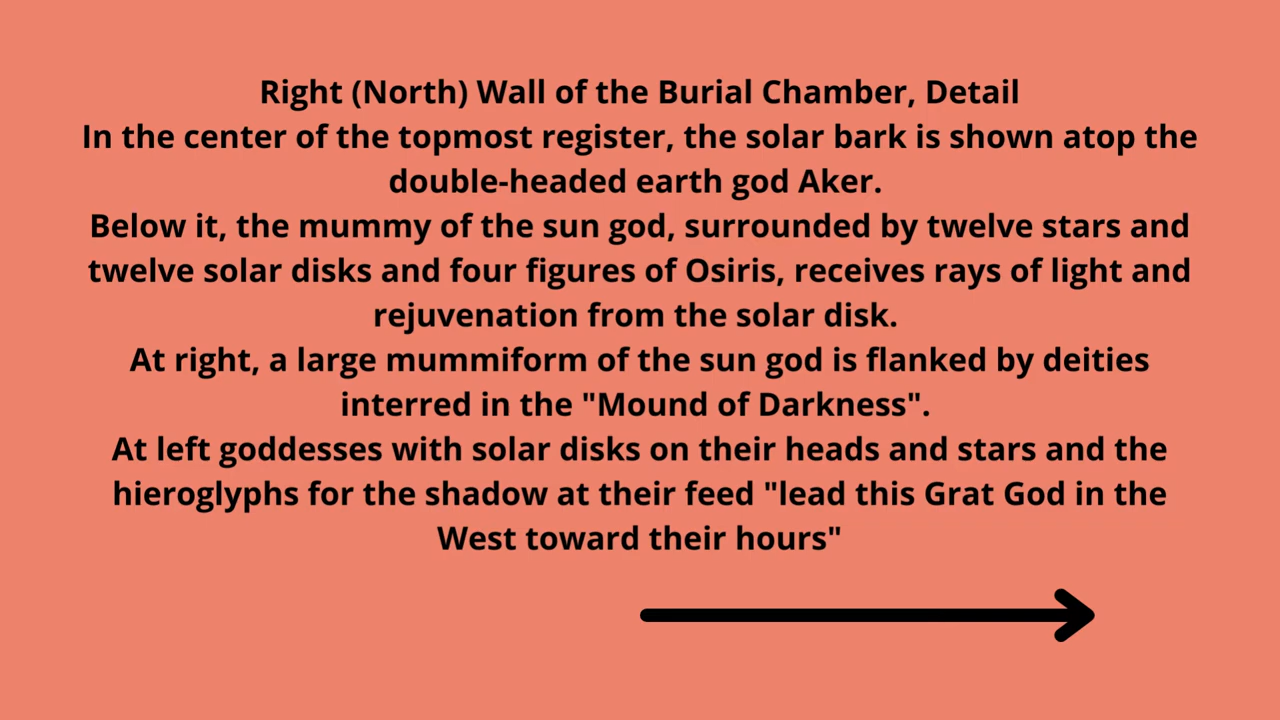 Right (North) Wall of the Burial Chamber, Detail
In the center of the topmost register, the solar bark is shown atop the
double-headed earth god Aker.
Below it, the mummy of the sun god, surrounded by twelve stars and
twelve solar disks and four figures of Osiris, receives rays of light and
rejuvenation from the solar disk.
At right, a large mummiform of the sun god is flanked by deities
interred in the "Mound of Darkness".
At left goddesses with solar disks on their heads and stars and the
hieroglyphs for the shadow at their feed "lead this Grat God in the
West toward their hours"